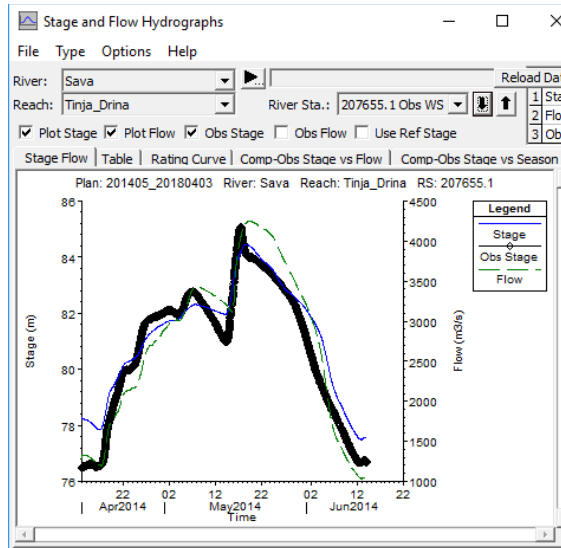 Stage and Flow Hydrographs
File Type Options Help
River: Sava ... Reload Dat
Reach: Tinja_Drina River Sta.: 207655.1 Obs WS 1 Sta
2 Flo
Plot Stage Plot Flow Obs Stage Obs Flow Use Ref Stage 3 Ob
Stage Flow Table Rating Curve Comp-Obs Stage vs Flow Comp-Obs Stage vs Season
Plan: 201405_20180403 River: Sava Reach: Tinja_Drina RS: 207655.1
86 4500
Legend
Stage
Obs Stage
Flow
4000
84
3500
82 3000
Stage (m) Flow (m3/s)
2500
80
2000
78
1500
76 1000
22 02 12 22 02 12 22
Apr2014 May2014 Jun2014
Time